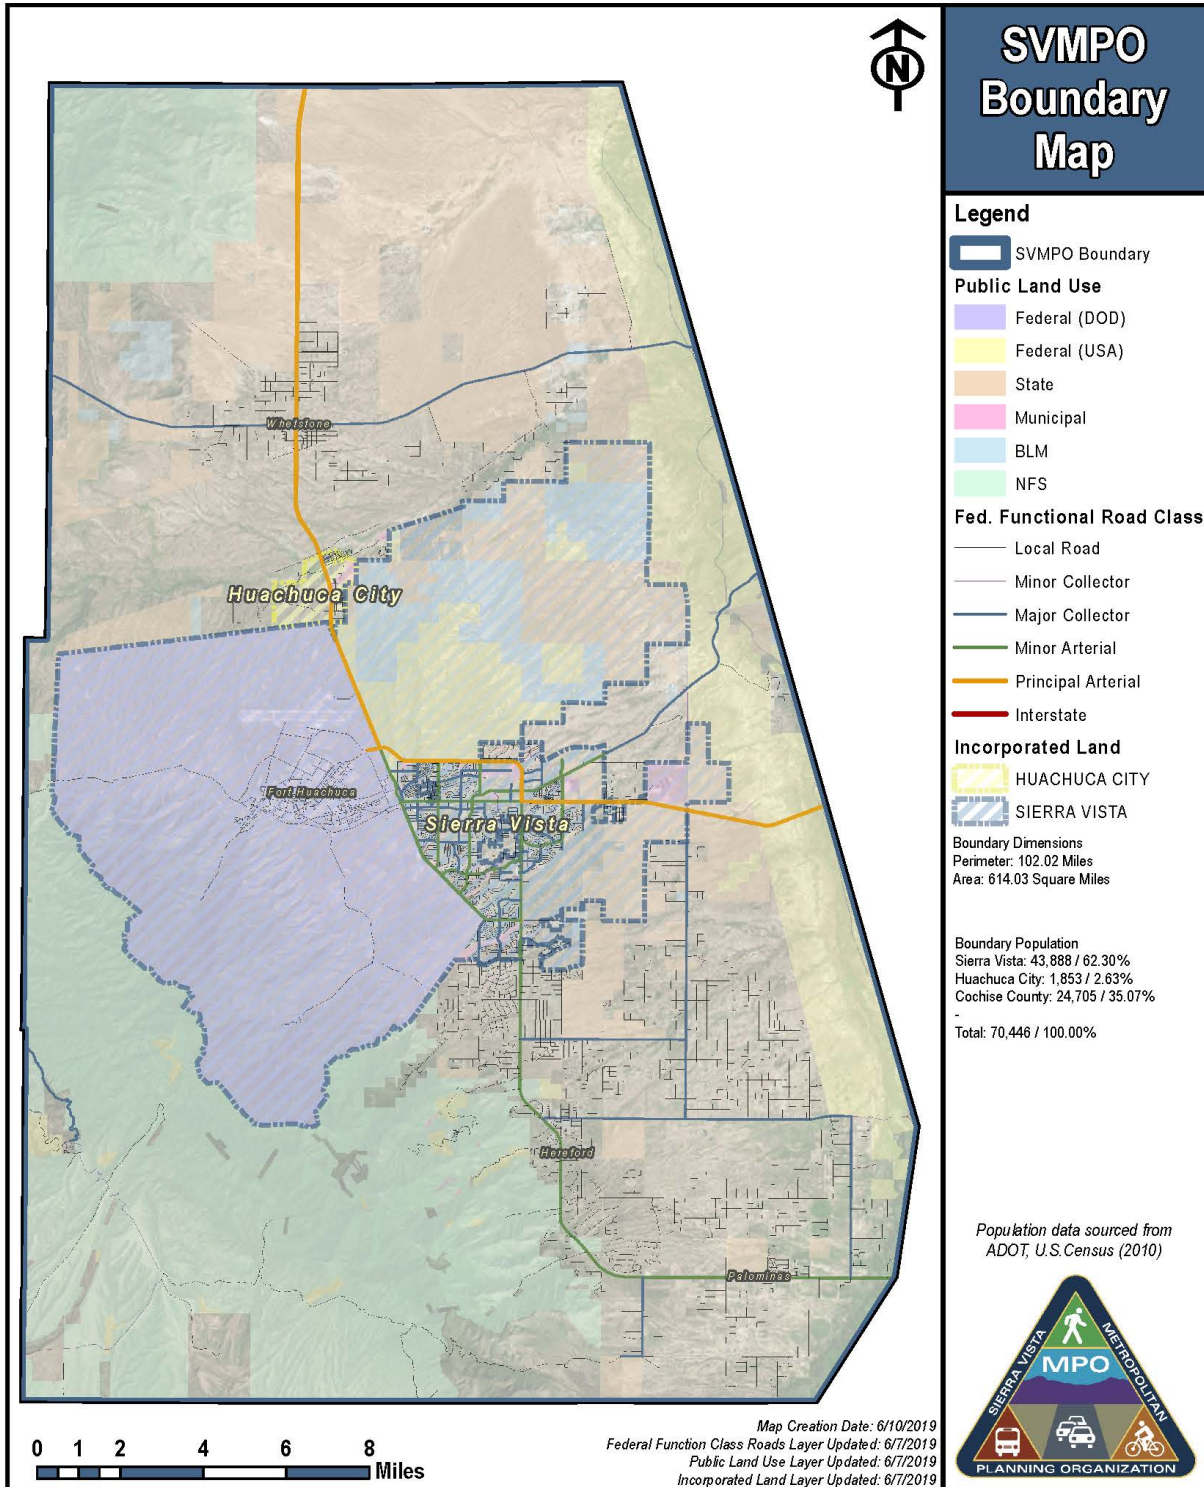 SVMPO
Boundary
Map
N
Legend
SVMPO Boundary
Public Land Use
Federal (DOD)
Federal (USA)
State
Municipal
BLM
NFS
Fed. Functional Road Class
Local Road
Minor Collector
Major Collector
Minor Arterial
Principal Arterial
Interstate
Incorporated Land
HUACHUCA CITY
SIERRA VISTA
Boundary Dimensions
Perimeter: 102.02 Miles
Area: 614.03 Square Miles
Boundary Population
Sierra Vista: 43,888 / 62.30%
Huachuca City: 1,853 / 2.63%
Cochise County: 24,705 / 35.07%
-
Total: 70,446 / 100.00%
Population data sourced from
ADOT, U.S.Census (2010)
SIERRA VISTA
METROPOLITAN
MPO
PLANNING ORGANIZATION
Whetstone
Huachuca City
Fort Huachuca
Sierra Vista
Hereford
Palominas
0 1 2 4 6 8
Miles
Map Creation Date: 6/10/2019
Federal Function Class Roads Layer Updated: 6/7/2019
Public Land Use Layer Updated: 6/7/2019
Incorporated Land Layer Updated: 6/7/2019